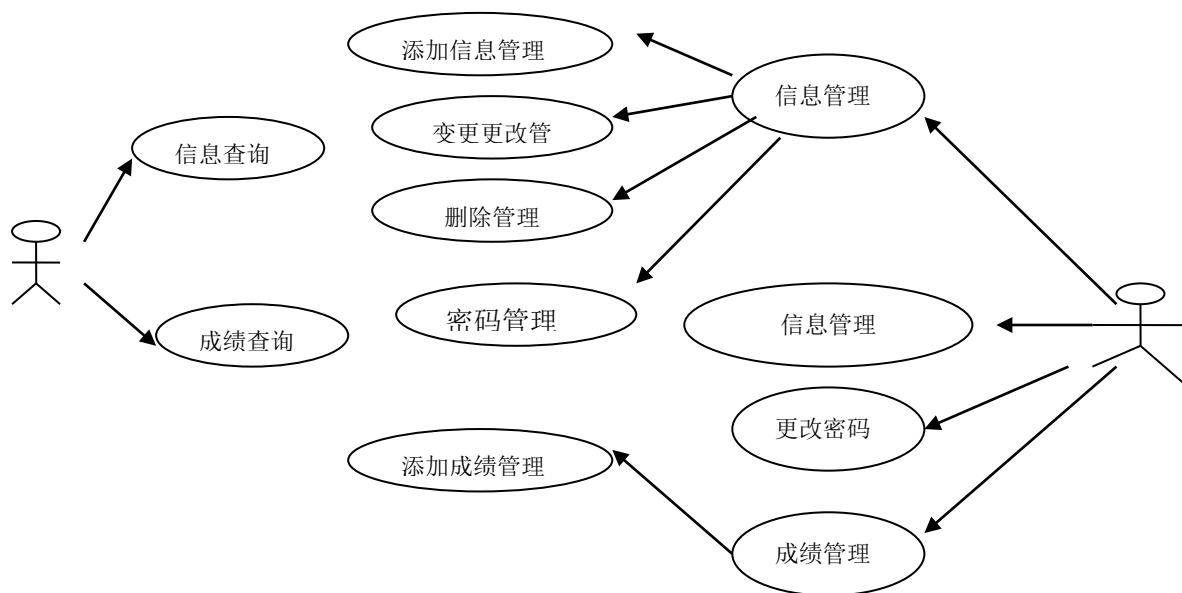 添加信息管理
信息管理
变更更改管
信息查询
删除管理
密码管理
信息管理
成绩查询
更改密码
添加成绩管理
成绩管理